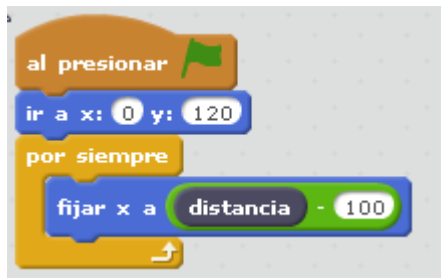 al presionar
ir a x: 0 y: 120
por siempre
fijar x a distancia - 100